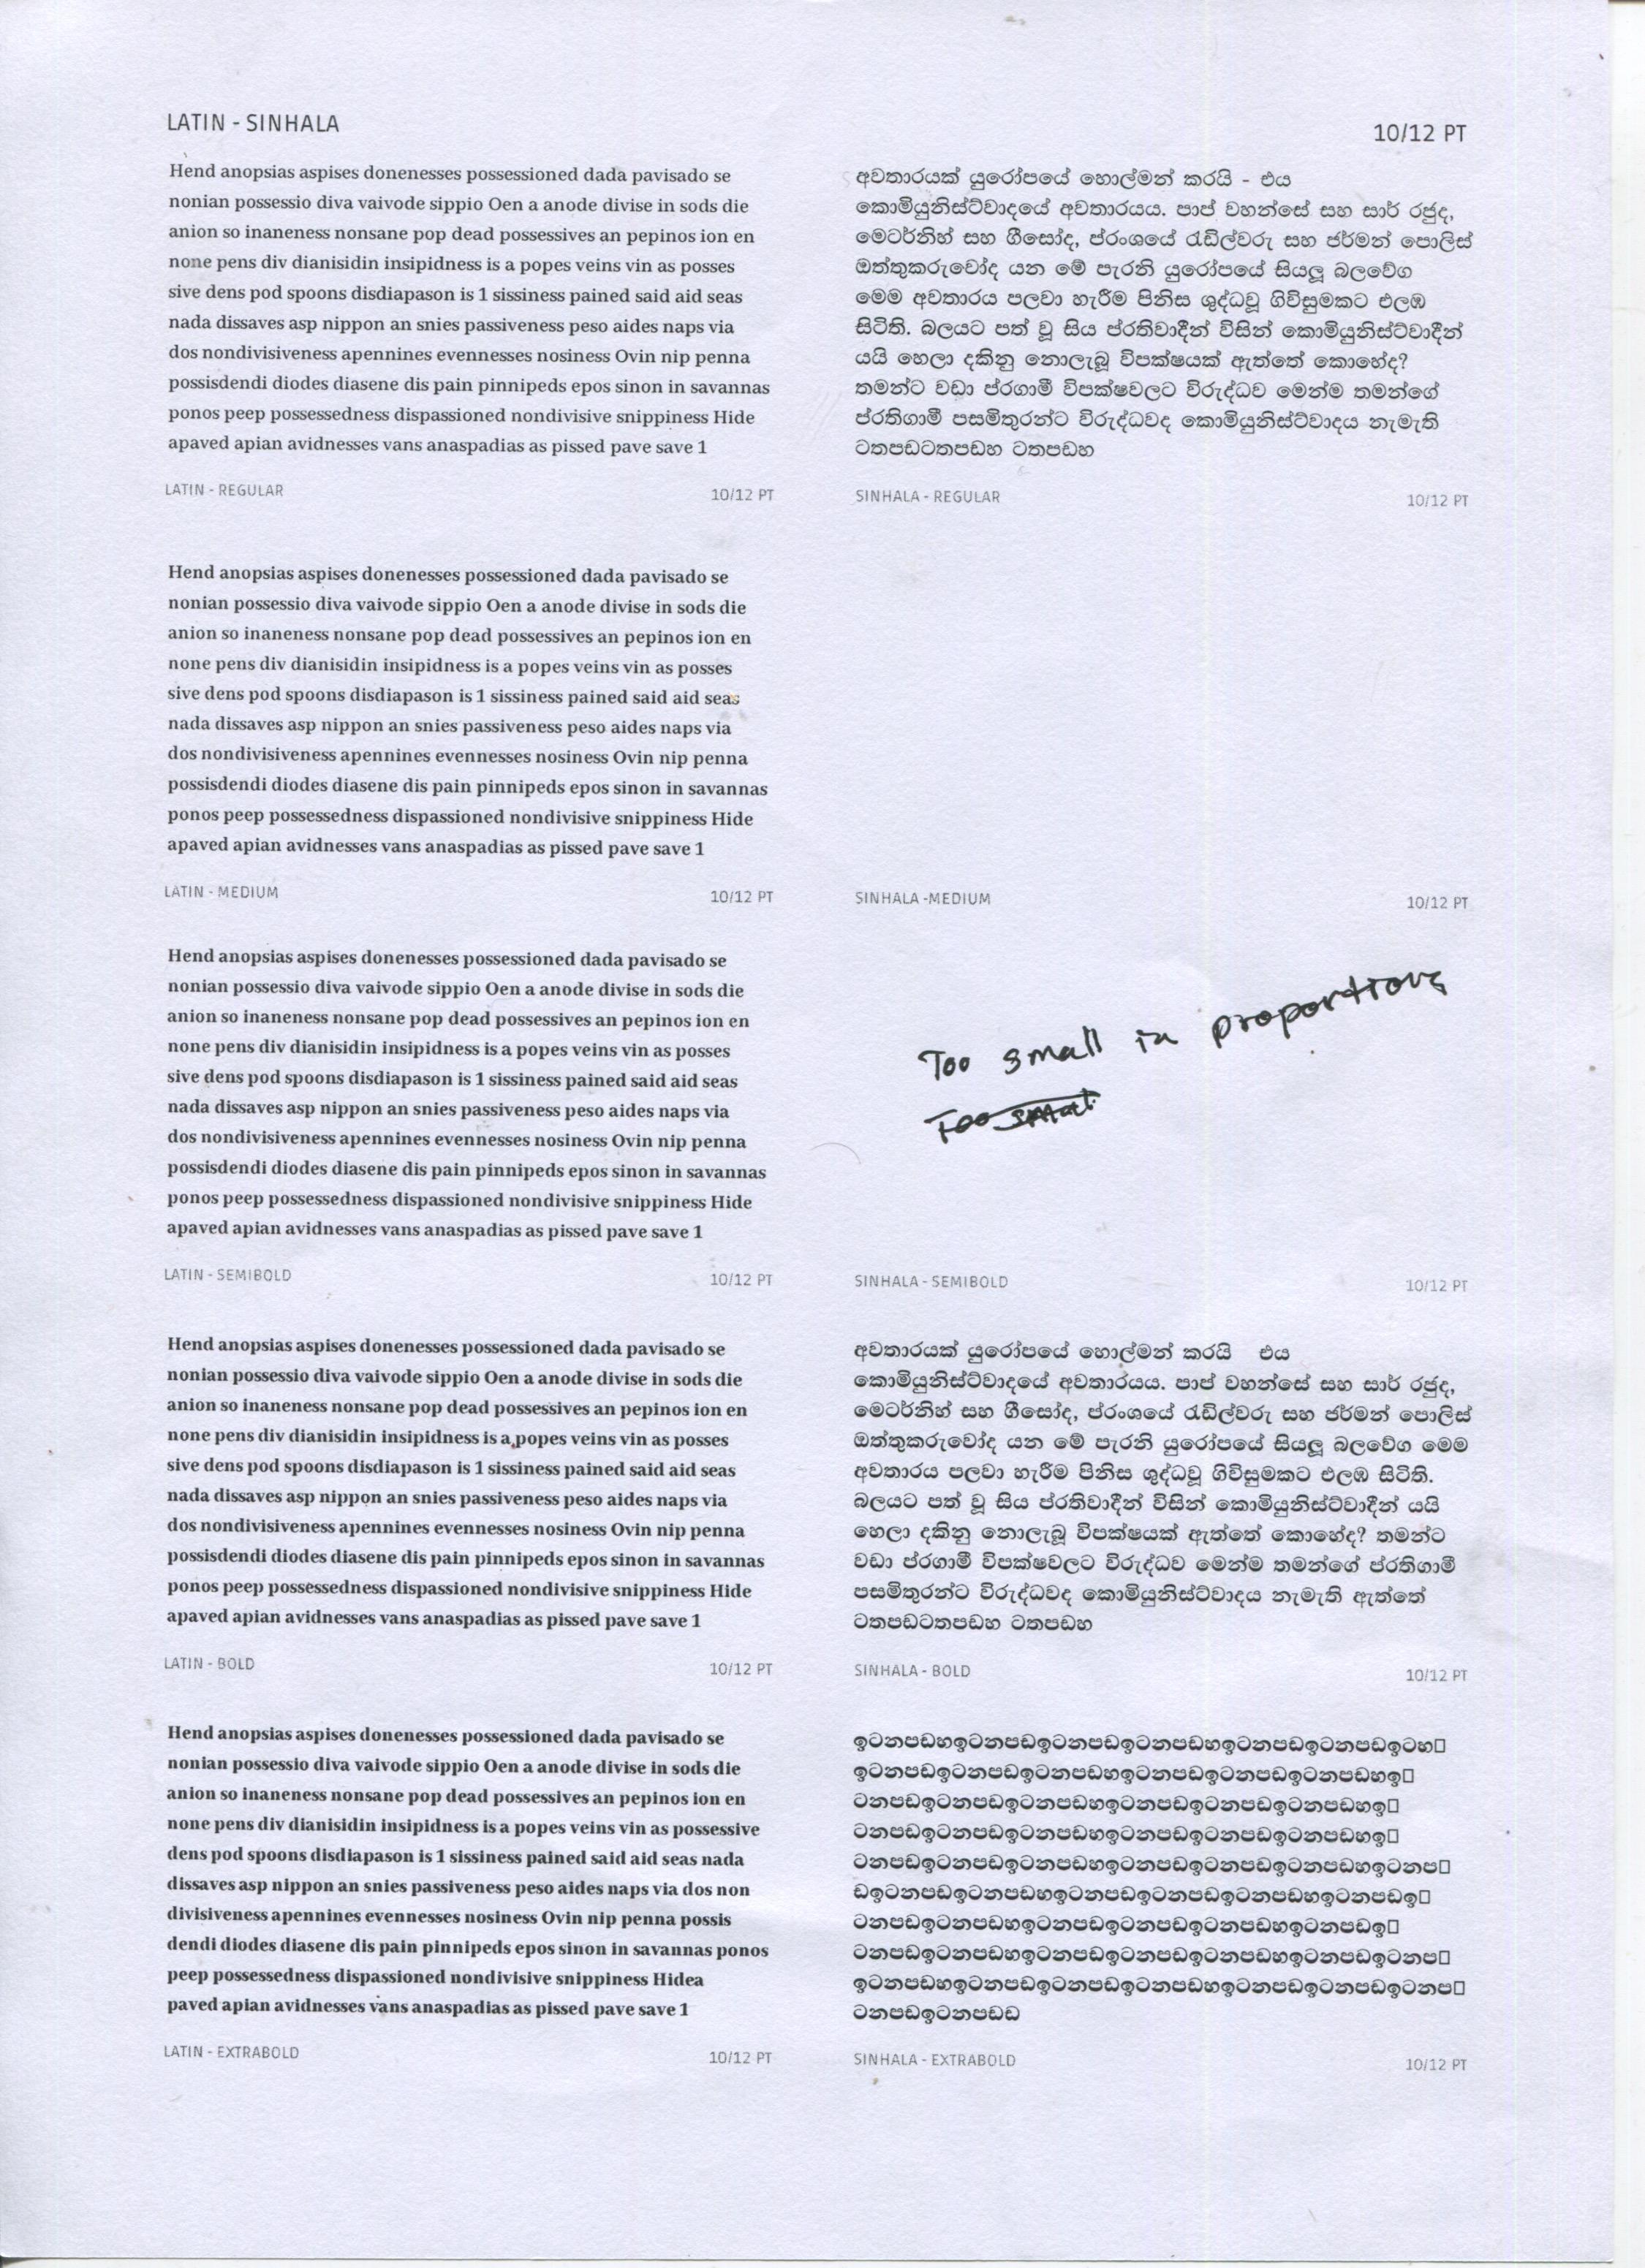 LATIN - SINHALA
10/12 PT
Hend anopsias aspises donenesses possessioned dada pavisado se
nonian possessio diva vaivode sippio Oen a anode divise in sods die
anion so inaneness nonsane pop dead possessives an pepinos ion en
none pens div dianisidin insipidness is a popes veins vin as posses
sive dens pod spoons disdiapason is 1 sissiness pained said aid seas
nada dissaves asp nippon an snies passiveness peso aides naps via
dos nondivisiveness apennines evennesses nosiness Ovin nip penna
possisdendi diodes diasene dis pain pinnipeds epos sinon in savannas
ponos peep possessedness dispassioned nondivisive snippiness Hide
apaved apian avidnesses vans anaspadias as pissed pave save 1
LATIN - REGULAR
10/12 PT
අවතාරයක් යුරෝපයේ හොල්මන් කරයි - එය
කොමියුනිස්ට්වාදයේ අවතාරයය. පාප් වහන්සේ සහ සාර් රජුද,
මෙටර්නිහ් සහ ගීසෝද, ප්රංශයේ රැඩිල්වරු සහ ජර්මන් පොලිස්
ඔත්තුකරුවෝද යන මේ පැරනි යුරෝපයේ සියලූ බලවේග
මෙම අවතාරය පලවා හැරීම පිනිස ශුද්ධවූ ගිවිසුමකට එලඹ
සිටිති. බලයට පත් වූ සිය ප්රතිවාදීන් විසින් කොමියුනිස්ට්වාදීන්
යයි හෙලා දකිනු නොලැබූ විපක්ෂයක් ඇත්තේ කොහේද?
තමන්ට වඩා ප්රගාමී විපක්ෂවලට විරුද්ධව මෙන්ම තමන්ගේ
ප්රතිගාමී පසමිතුරන්ට විරුද්ධවද කොමියුනිස්ට්වාදය නැමැති
ටතපඩටතපඩහ ටතපඩහ
SINHALA - REGULAR
10/12 PT
Hend anopsias aspises donenesses possessioned dada pavisado se
nonian possessio diva vaivode sippio Oen a anode divise in sods die
anion so inaneness nonsane pop dead possessives an pepinos ion en
none pens div dianisidin insipidness is a popes veins vin as posses
sive dens pod spoons disdiapason is 1 sissiness pained said aid seas
nada dissaves asp nippon an snies passiveness peso aides naps via
dos nondivisiveness apennines evennesses nosiness Ovin nip penna
possisdendi diodes diasene dis pain pinnipeds epos sinon in savannas
ponos peep possessedness dispassioned nondivisive snippiness Hide
apaved apian avidnesses vans anaspadias as pissed pave save 1
LATIN - MEDIUM
10/12 PT
SINHALA -MEDIUM
10/12 PT
Hend anopsias aspises donenesses possessioned dada pavisado se
nonian possessio diva vaivode sippio Oen a anode divise in sods die
anion so inaneness nonsane pop dead possessives an pepinos ion en
none pens div dianisidin insipidness is a popes veins vin as posses
sive dens pod spoons disdiapason is 1 sissiness pained said aid seas
nada dissaves asp nippon an snies passiveness peso aides naps via
dos nondivisiveness apennines evennesses nosiness Ovin nip penna
possisdendi diodes diasene dis pain pinnipeds epos sinon in savannas
ponos peep possessedness dispassioned nondivisive snippiness Hide
apaved apian avidnesses vans anaspadias as pissed pave save 1
LATIN - SEMIBOLD
10/12 PT
Too small in proportions
Too small
SINHALA - SEMIBOLD
10/12 PT
Hend anopsias aspises donenesses possessioned dada pavisado se
nonian possessio diva vaivode sippio Oen a anode divise in sods die
anion so inaneness nonsane pop dead possessives an pepinos ion en
none pens div dianisidin insipidness is a popes veins vin as posses
sive dens pod spoons disdiapason is 1 sissiness pained said aid seas
nada dissaves asp nippon an snies passiveness peso aides naps via
dos nondivisiveness apennines evennesses nosiness Ovin nip penna
possisdendi diodes diasene dis pain pinnipeds epos sinon in savannas
ponos peep possessedness dispassioned nondivisive snippiness Hide
apaved apian avidnesses vans anaspadias as pissed pave save 1
LATIN - BOLD
10/12 PT
අවතාරයක් යුරෝපයේ හොල්මන් කරයි එය
කොමියුනිස්ට්වාදයේ අවතාරයය. පාප් වහන්සේ සහ සාර් රජුද,
මෙටර්නිහ් සහ ගීසෝද, ප්රංශයේ රැඩිල්වරු සහ ජර්මන් පොලිස්
ඔත්තුකරුවෝද යන මේ පැරනි යුරෝපයේ සියලූ බලවේග මෙම
අවතාරය පලවා හැරීම පිනිස ශුද්ධවූ ගිවිසුමකට එලඹ සිටිති.
බලයට පත් වූ සිය ප්රතිවාදීන් විසින් කොමියුනිස්ට්වාදීන් යයි
හෙලා දකිනු නොලැබූ විපක්ෂයක් ඇත්තේ කොහේද? තමන්ට
වඩා ප්රගාමී විපක්ෂවලට විරුද්ධව මෙන්ම තමන්ගේ ප්රතිගාමී
පසමිතුරන්ට විරුද්ධවද කොමියුනිස්ට්වාදය නැමැති ඇත්තේ
ටතපඩටතපඩහ ටතපඩහ
SINHALA - BOLD
10/12 PT
Hend anopsias aspises donenesses possessioned dada pavisado se
nonian possessio diva vaivode sippio Oen a anode divise in sods die
anion so inaneness nonsane pop dead possessives an pepinos ion en
none pens div dianisidin insipidness is a popes veins vin as possessive
dens pod spoons disdiapason is 1 sissiness pained said aid seas nada
dissaves asp nippon an snies passiveness peso aides naps via dos non
divisiveness apennines evennesses nosiness Ovin nip penna possis
dendi diodes diasene dis pain pinnipeds epos sinon in savannas ponos
peep possessedness dispassioned nondivisive snippiness Hidea
paved apian avidnesses vans anaspadias as pissed pave save 1
LATIN - EXTRABOLD
10/12 PT
ඉටනපඩහඉටනපඩඉටනපඩඉටනපඩහඉටනපඩඉටනපඩඉටහ
ඉටනපඩඉටනපඩඉටනපඩහඉටනපඩඉටනපඩඉටනපඩහඉ
ටනපඩඉටනපඩඉටනපඩහඉටනපඩඉටනපඩඉටනපඩහඉ
ටනපඩඉටනපඩඉටනපඩහඉටනපඩඉටනපඩඉටනපඩහඉ
ටනපඩඉටනපඩඉටනපඩහඉටනපඩඉටනපඩඉටනපඩහඉටනප
ඩඉටනපඩඉටනපඩහඉටනපඩඉටනපඩඉටනපඩහඉටනපඩඉ
ටනපඩඉටනපඩහඉටනපඩඉටනපඩඉටනපඩහඉටනපඩඉ
ටනපඩඉටනපඩහඉටනපඩඉටනපඩඉටනපඩහඉටනපඩඉටනප
ඉටනපඩහඉටනපඩඉටනපඩඉටනපඩහඉටනපඩඉටනපඩඉටනප
ටනපඩඉටනපඩඩ
SINHALA - EXTRABOLD
10/12 PT